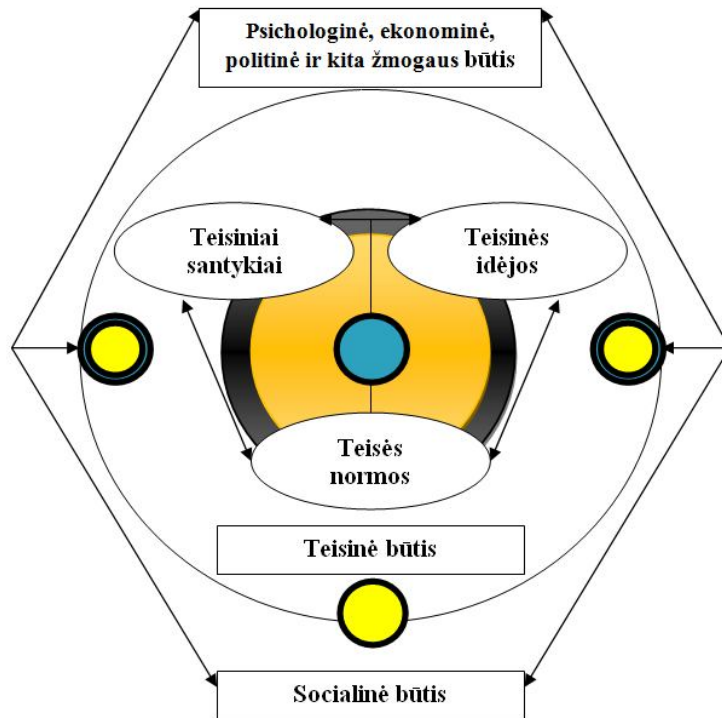 Psichologinė, ekonominė,
politinė ir kita žmogaus būtis
Teisiniai
santykiai
Teisinės
idėjos
Teisės
normos
Teisinė būtis
Socialinė būtis